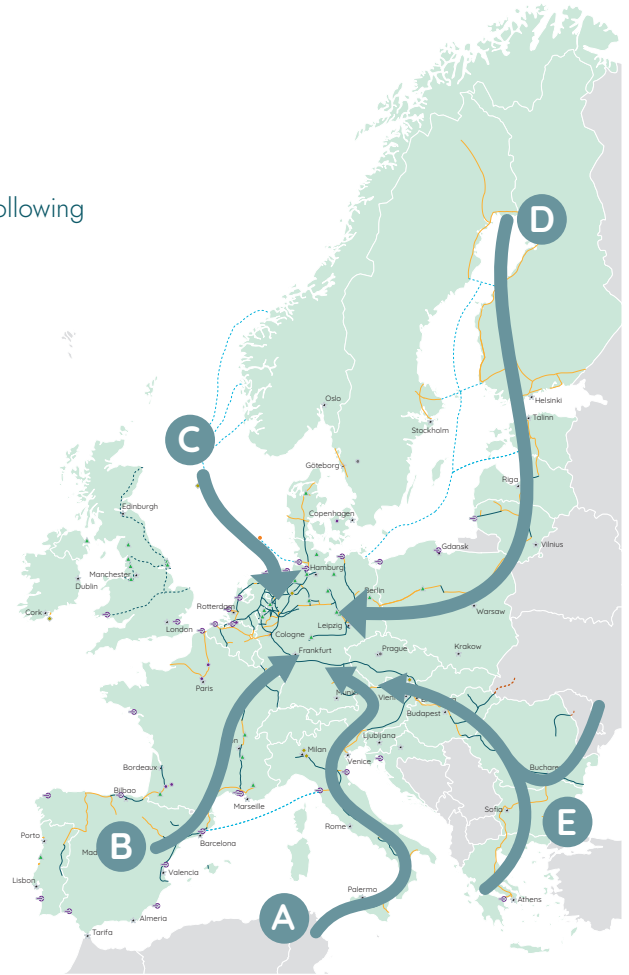 ollowing
D
Oslo
Helsinki
Talinn
Stockholm
C
Göteborg
Riga
Edinburgh
Copenhagen
Vilnius
Gdansk
Manchester
Dublin
Hamburg
Berlin
Cork
Rotterdam
Warsaw
London
Leipzig
Cologne
Prague
Krakow
Frankfurt
Paris
Budapest
Ljubljana
Milan
Venice
Bucharest
Bordeaux
Bilbao
Marseille
Sofia
E
Porto
B
Rome
Barcelona
Valencia
Lisbon
Palermo
Athens
A
Almeria
Tarifa